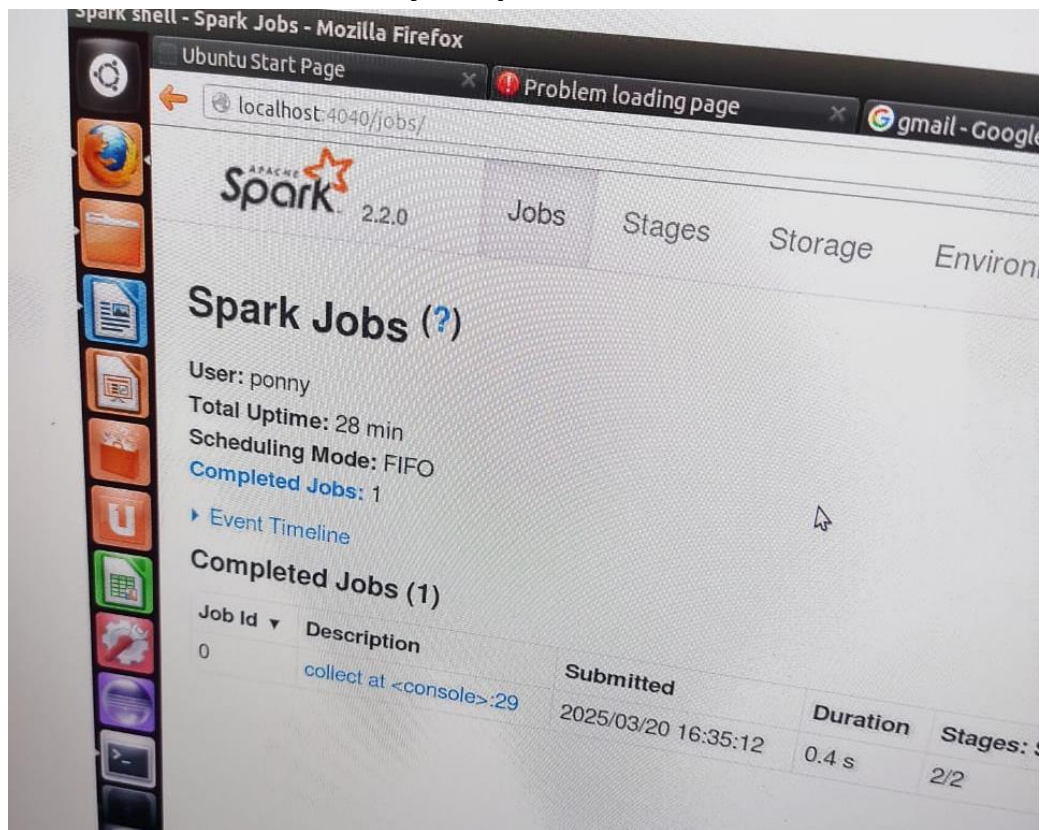 Spark shell - Spark Jobs - Mozilla Firefox
Ubuntu Start Page
Problem loading page
gmail - Google
localhost:4040/jobs/
APACHE
Spark 2.2.0
Jobs
Stages
Storage
Spark Jobs (?)
User: ponny
Total Uptime: 28 min
Scheduling Mode: FIFO
Completed Jobs: 1
Event Timeline
Completed Jobs (1)
Job Id Description Submitted Duration Stages:
0 collect at <console>:29 2025/03/20 16:35:12 0.4 s 2/2